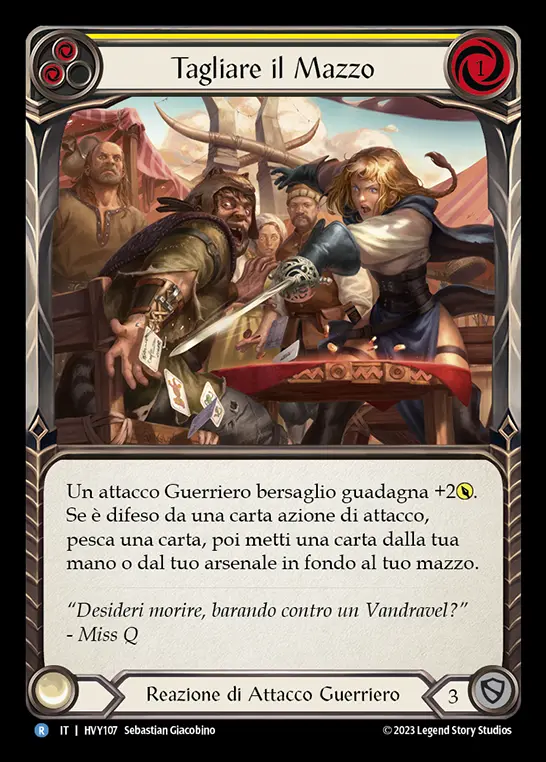 Tagliare il Mazzo
1
Un attacco Guerriero bersaglio guadagna +2.
Se è difeso da una carta azione di attacco,
pesca una carta, poi metti una carta dalla tua
mano o dal tuo arsenale in fondo al tuo mazzo.
“Desideri morire, barando contro un Vandravel?”
- Miss Q
Reazione di Attacco Guerriero
3
R IT | HVY107 Sebastian Giacobino
© 2023 Legend Story Studios